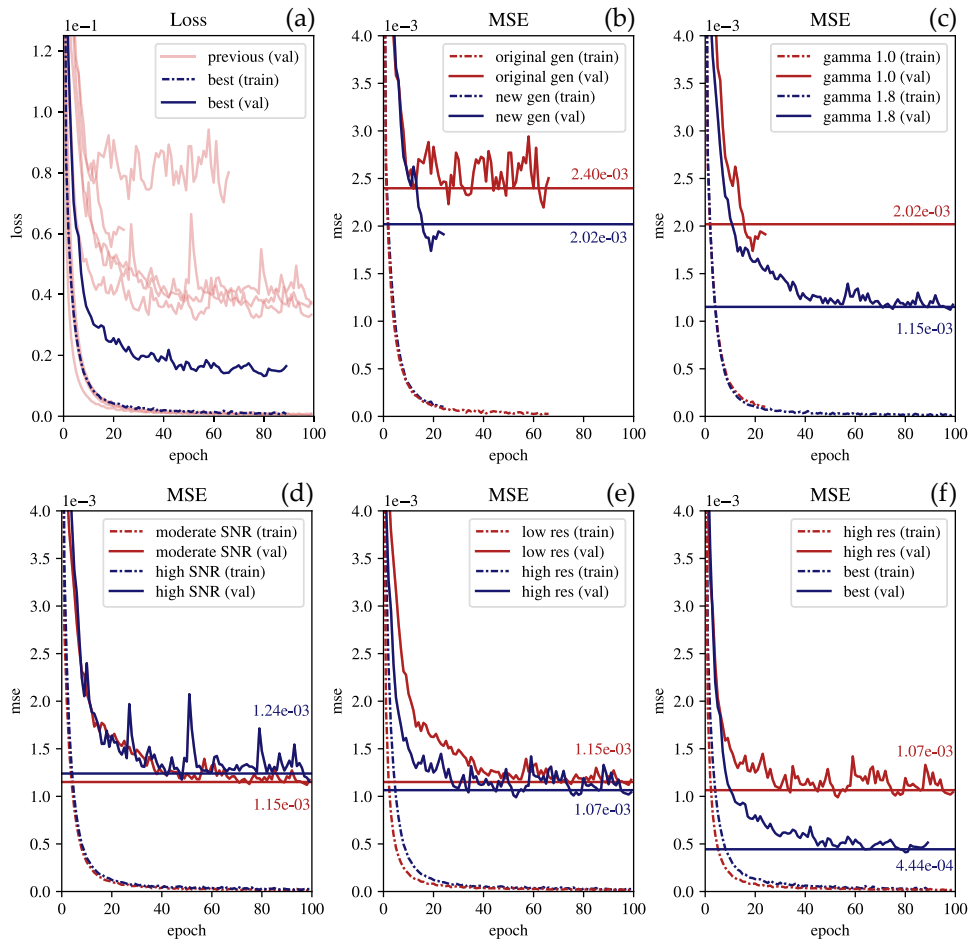 Loss
(a)
1e−1
previous (val)
best (train)
best (val)
loss
1.2
1.0
0.8
0.6
0.4
0.2
0.0
0 20 40 60 80 100
epoch
MSE
(b)
1e−3
original gen (train)
original gen (val)
new gen (train)
new gen (val)
2.40e-03
2.02e-03
mse
4.0
3.5
3.0
2.5
2.0
1.5
1.0
0.5
0.0
0 20 40 60 80 100
epoch
MSE
(c)
1e−3
gamma 1.0 (train)
gamma 1.0 (val)
gamma 1.8 (train)
gamma 1.8 (val)
2.02e-03
1.15e-03
mse
4.0
3.5
3.0
2.5
2.0
1.5
1.0
0.5
0.0
0 20 40 60 80 100
epoch
MSE
(d)
1e−3
moderate SNR (train)
moderate SNR (val)
high SNR (train)
high SNR (val)
1.24e-03
1.15e-03
mse
4.0
3.5
3.0
2.5
2.0
1.5
1.0
0.5
0.0
0 20 40 60 80 100
epoch
MSE
(e)
1e−3
low res (train)
low res (val)
high res (train)
high res (val)
1.15e-03
1.07e-03
mse
4.0
3.5
3.0
2.5
2.0
1.5
1.0
0.5
0.0
0 20 40 60 80 100
epoch
MSE
(f)
1e−3
high res (train)
high res (val)
best (train)
best (val)
1.07e-03
4.44e-04
mse
4.0
3.5
3.0
2.5
2.0
1.5
1.0
0.5
0.0
0 20 40 60 80 100
epoch